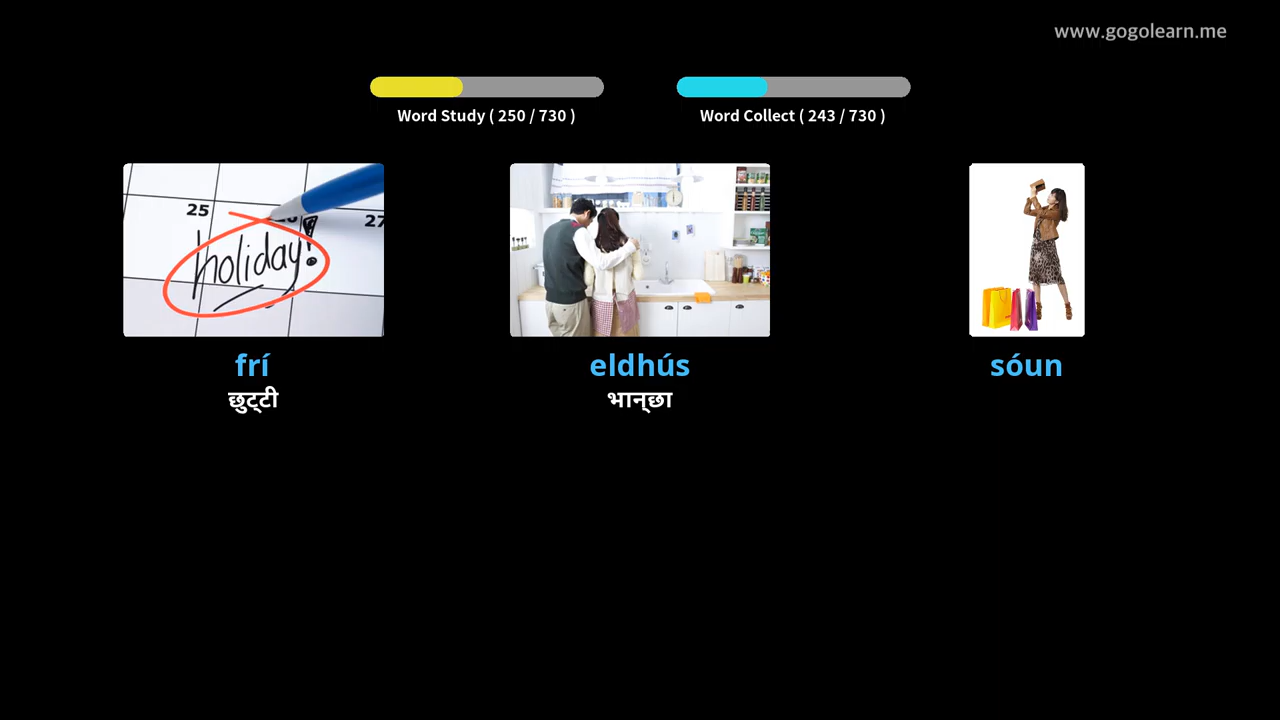 www.gogolearn.me
Word Study ( 250 / 730 )
Word Collect ( 243 / 730 )
25
27
holiday!
frí
छुट्टी
eldhús
भान्छा
sóun